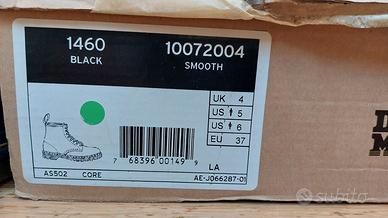 1460
BLACK
10072004
SMOOTH
UK 4
US 5
US 6
EU 37
7 68396 00149 9
LA
AS502 CORE
AE-J066287-01
D
M
subito